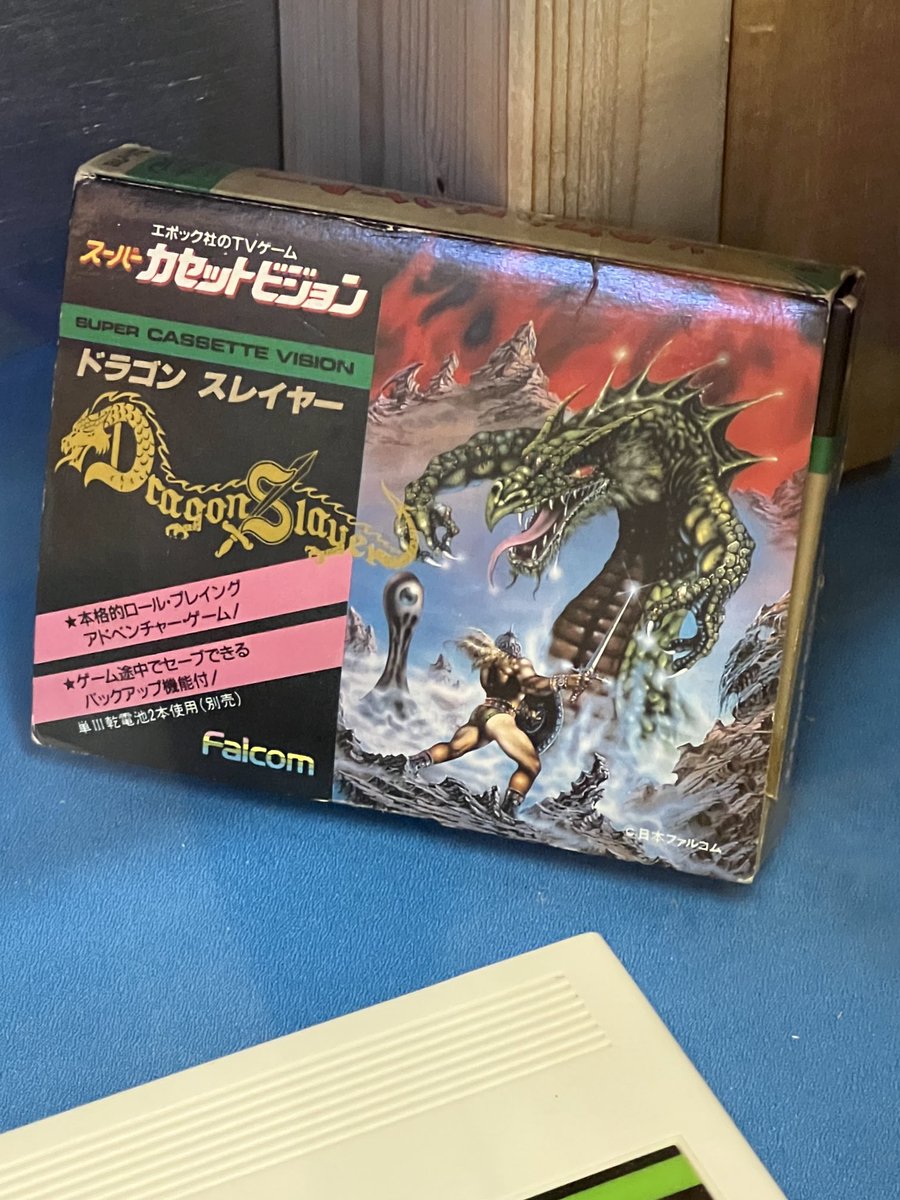 エポック社のTVゲーム
スーパー カセットビジョン
SUPER CASSETTE VISION
ドラゴン スレイヤー
Dragon Slayer
★本格的ロール・プレイング
アドベンチャー・ゲーム!
★ゲーム途中でセーブできる
バックアップ機能付!
単III乾電池2本使用(別売)
Falcom
©日本ファルコム